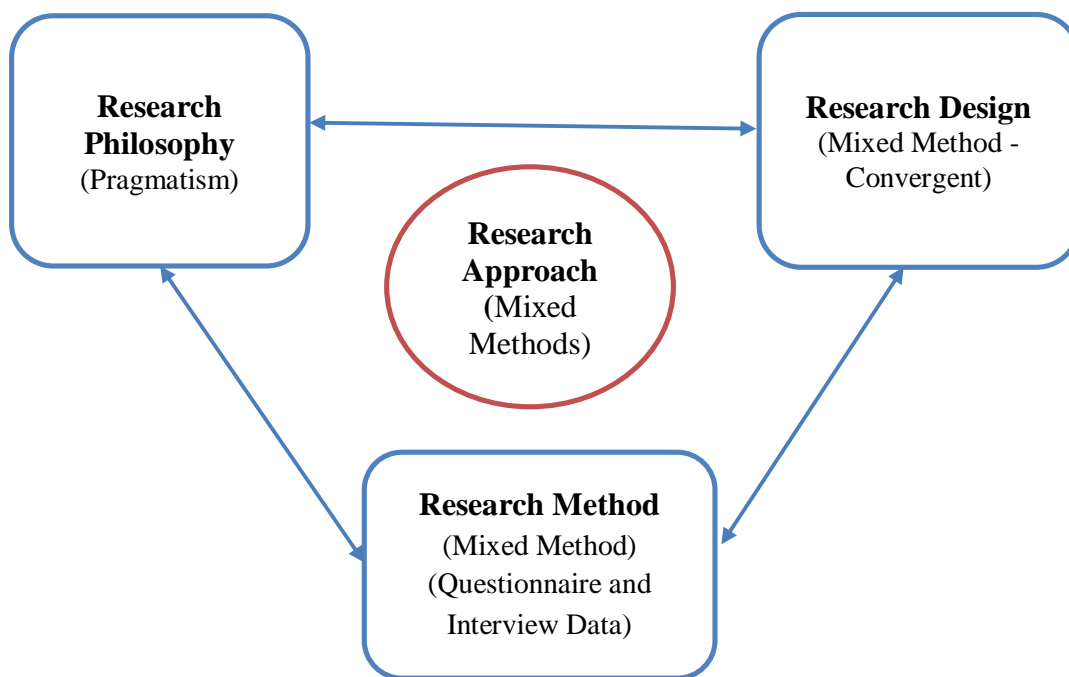 Research
Philosophy
(Pragmatism)
Research Design
(Mixed Method -
Convergent)
Research
Approach
(Mixed
Methods)
Research Method
(Mixed Method)
(Questionnaire and
Interview Data)